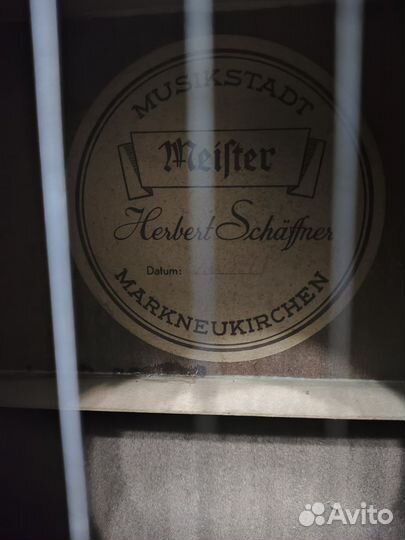 MUSIKSTADT
Meiſter
Herbert Schäffner
Datum:
MARKNEUKIRCHEN
Avito